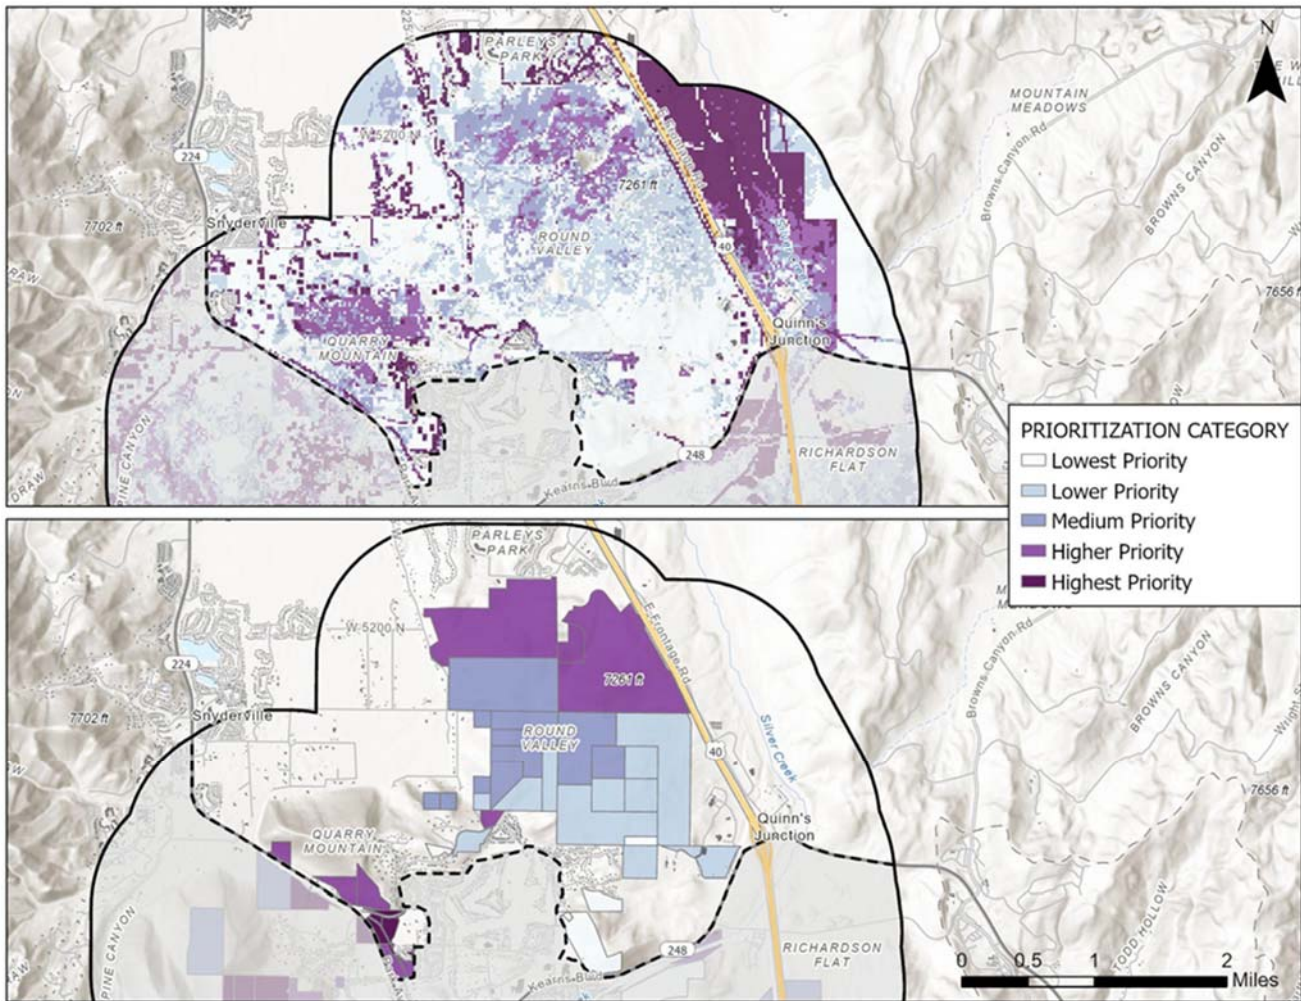 PARLEYS
PARK
N
MOUNTAIN
MEADOWS
W 5200 N
224
7261 ft
Browns Canyon Rd
BROWNS CANYON
7702 ft
Snyderville
ROUND
VALLEY
40
7656 ft
QUARRY
MOUNTAIN
Quinn's
Junction
PINE CANYON
DRAW
248
RICHARDSON
FLAT
Kearns Blvd
PRIORITIZATION CATEGORY
Lowest Priority
Lower Priority
Medium Priority
Higher Priority
Highest Priority
PARLEYS
PARK
W 5200 N
E Frontage Rd
Browns Canyon Rd
224
7261 ft
BROWNS CANYON
7702 ft
Snyderville
ROUND
VALLEY
Silver Creek
40
7656 ft
Quinn's
Junction
QUARRY
MOUNTAIN
PINE CANYON
TODD HOLLOW
248
RICHARDSON
FLAT
Kearns Blvd
0 0.5 1 2
Miles